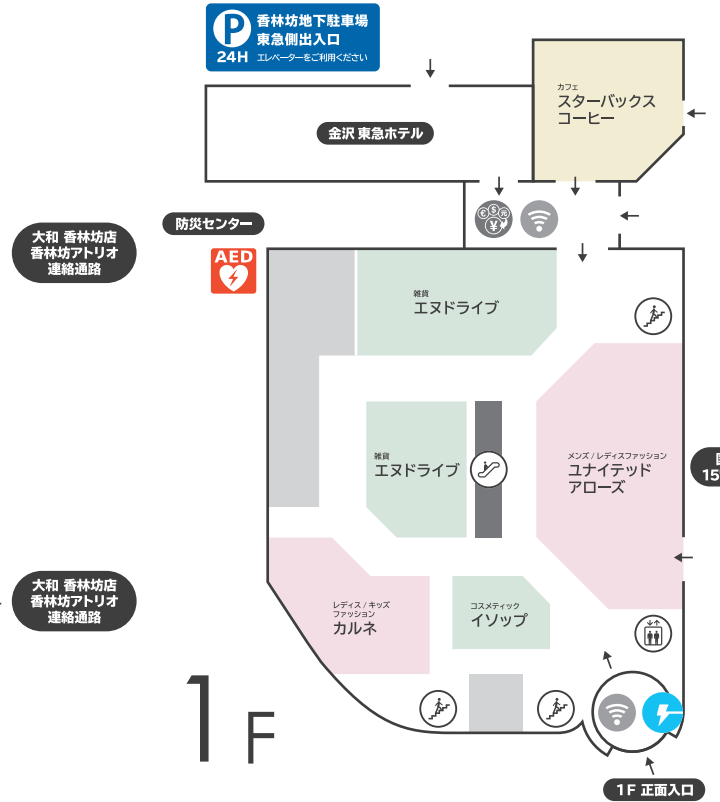 P
24H
香林坊地下駐車場
東急側出入口
エレベーターをご利用ください
カフェ
スターバックス
コーヒー
金沢 東急ホテル
€ $ 元
¥
防災センター
大和 香林坊店
香林坊アトリオ
連絡通路
AED
雑貨
エヌドライブ
雑貨
エヌドライブ
メンズ / レディスファッション
ユナイテッド
アローズ
15
大和 香林坊店
香林坊アトリオ
連絡通路
レディス / キッズ
ファッション
カルネ
コスメティック
イソップ
1F
1F 正面入口